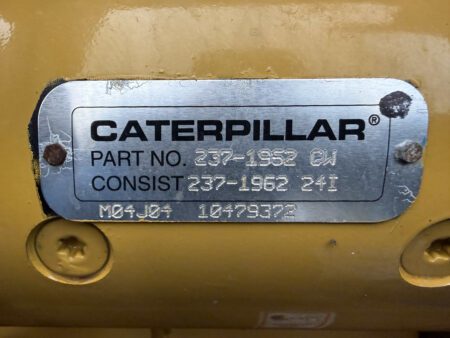 CATERPILLAR®
PART NO. 237-1952 GW
CONSIST 237-1962 24I
M04J04 10479372